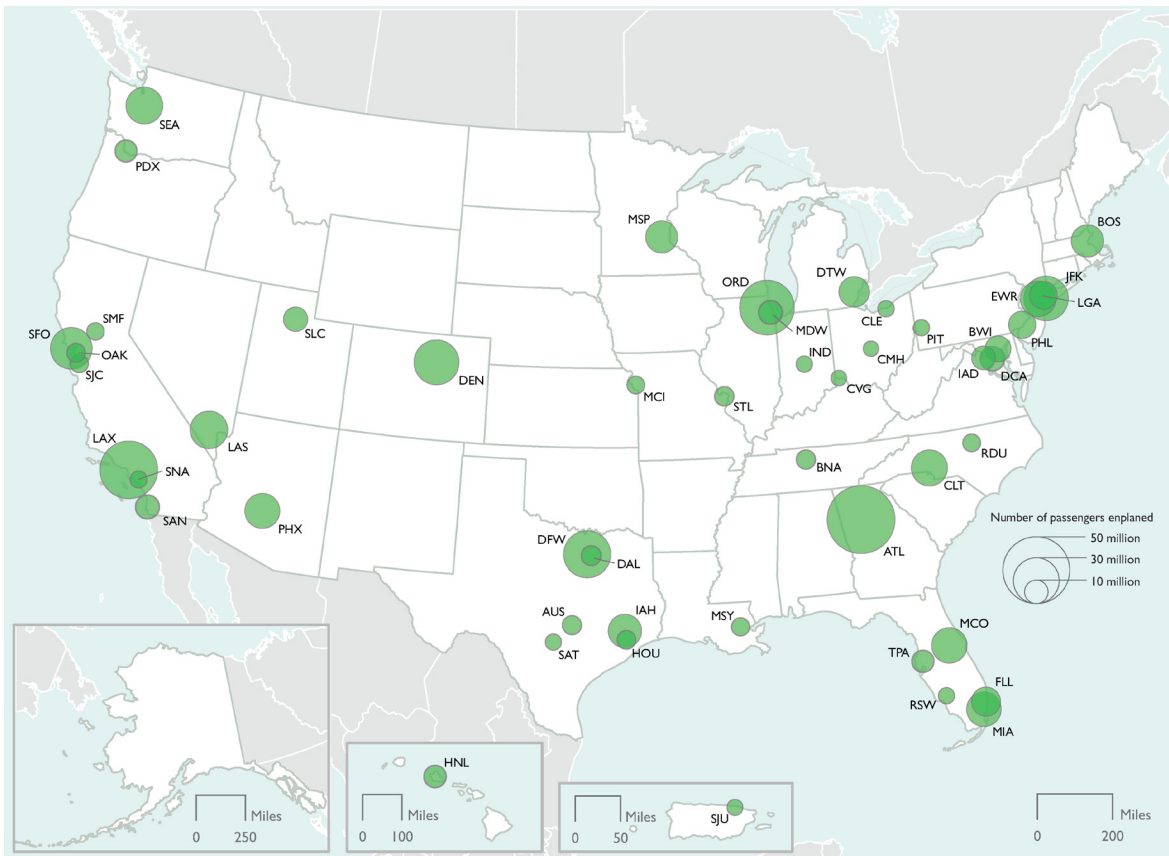 SEA
PDX
MSP
BOS
DTW
ORD
JFK
EWR
LGA
SMF
SFO
SLC
CLE
MDW
BWI
PHL
PIT
OAK
IND
CMH
SJC
DEN
IAD
DCA
CVG
MCI
STL
LAX
LAS
SNA
BNA
RDU
CLT
SAN
PHX
Number of passengers enplaned
50 million
DFW
ATL
30 million
DAL
10 million
AUS
IAH
MSY
MCO
SAT
HOU
TPA
FLL
RSW
MIA
HNL
SJU
Miles
0 250
Miles
0 100
Miles
0 50
Miles
0 200